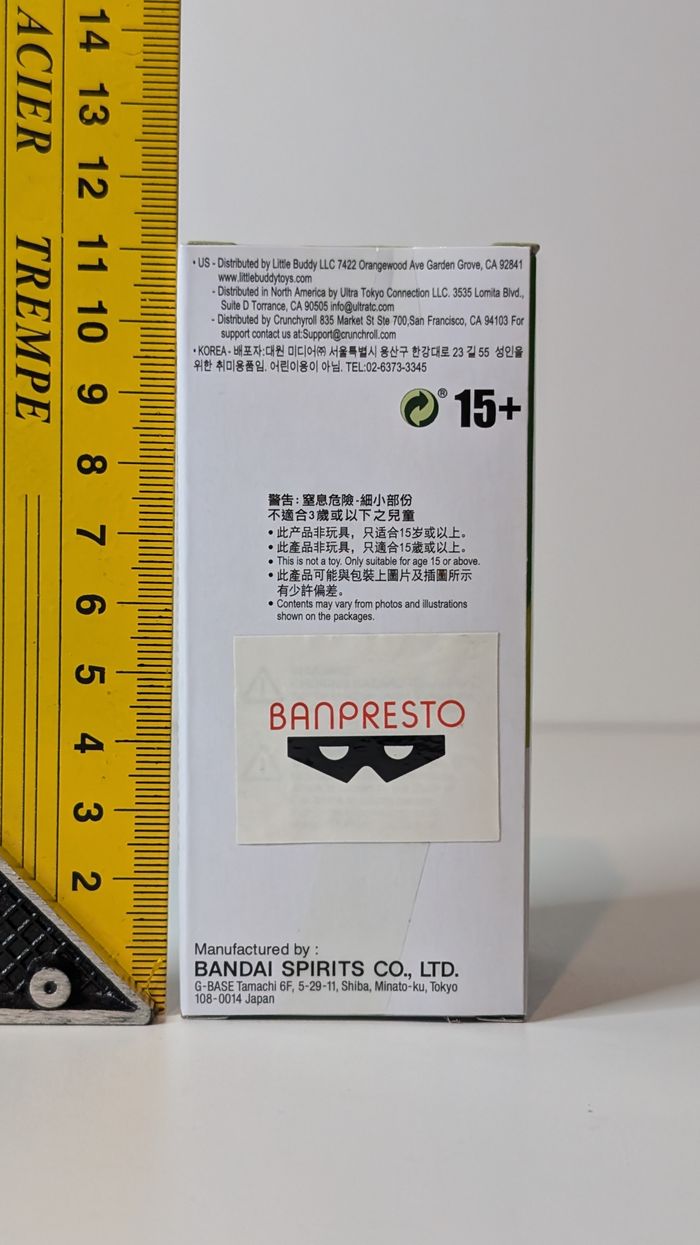 ACIER TREMPE
14
13
12
11
10
9
8
7
6
5
4
3
2
• US - Distributed by Little Buddy LLC 7422 Orangewood Ave Garden Grove, CA 92841
www.littlebuddytoys.com
- Distributed in North America by Ultra Tokyo Connection LLC. 3535 Lomita Blvd.,
Suite D Torrance, CA 90505 info@ultratc.com
- Distributed by Crunchyroll 835 Market St Ste 700,San Francisco, CA 94103 For
support contact us at:Support@crunchroll.com
• KOREA - 배포자:대원 미디어㈜ 서울특별시 용산구 한강대로 23 길 55 성인을
위한 취미용품임. 어린이용이 아님. TEL:02-6373-3345
® 15+
警告: 窒息危險-細小部份
不適合3歲或以下之兒童
• 此产品非玩具，只适合15岁或以上。
• 此產品非玩具，只適合15歲或以上。
• This is not a toy. Only suitable for age 15 or above.
• 此產品可能與包裝上圖片及插圖所示
有少許偏差。
• Contents may vary from photos and illustrations
shown on the packages.
BANPRESTO
Manufactured by :
BANDAI SPIRITS CO., LTD.
G-BASE Tamachi 6F, 5-29-11, Shiba, Minato-ku, Tokyo
108-0014 Japan